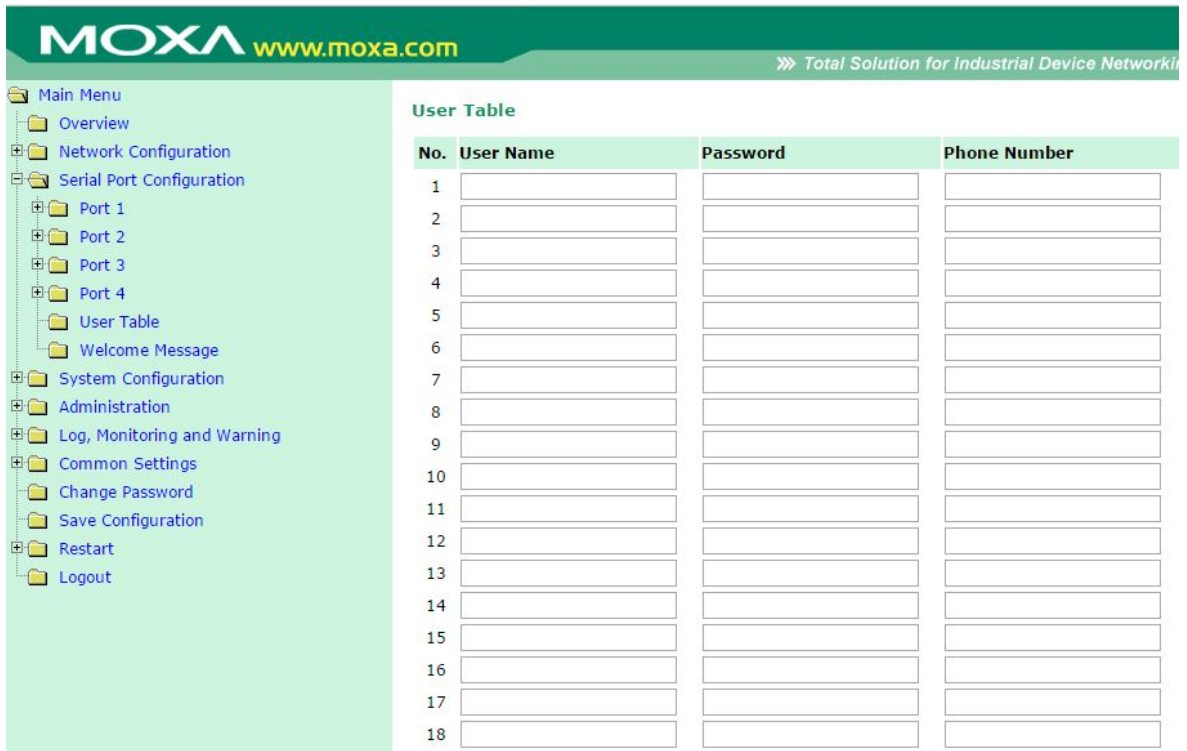 MOXA www.moxa.com
Total Solution for Industrial Device Networkin
Main Menu
Overview
Network Configuration
Serial Port Configuration
Port 1
Port 2
Port 3
Port 4
User Table
Welcome Message
System Configuration
Administration
Log, Monitoring and Warning
Common Settings
Change Password
Save Configuration
Restart
Logout
User Table
No. User Name Password Phone Number
1
2
3
4
5
6
7
8
9
10
11
12
13
14
15
16
17
18